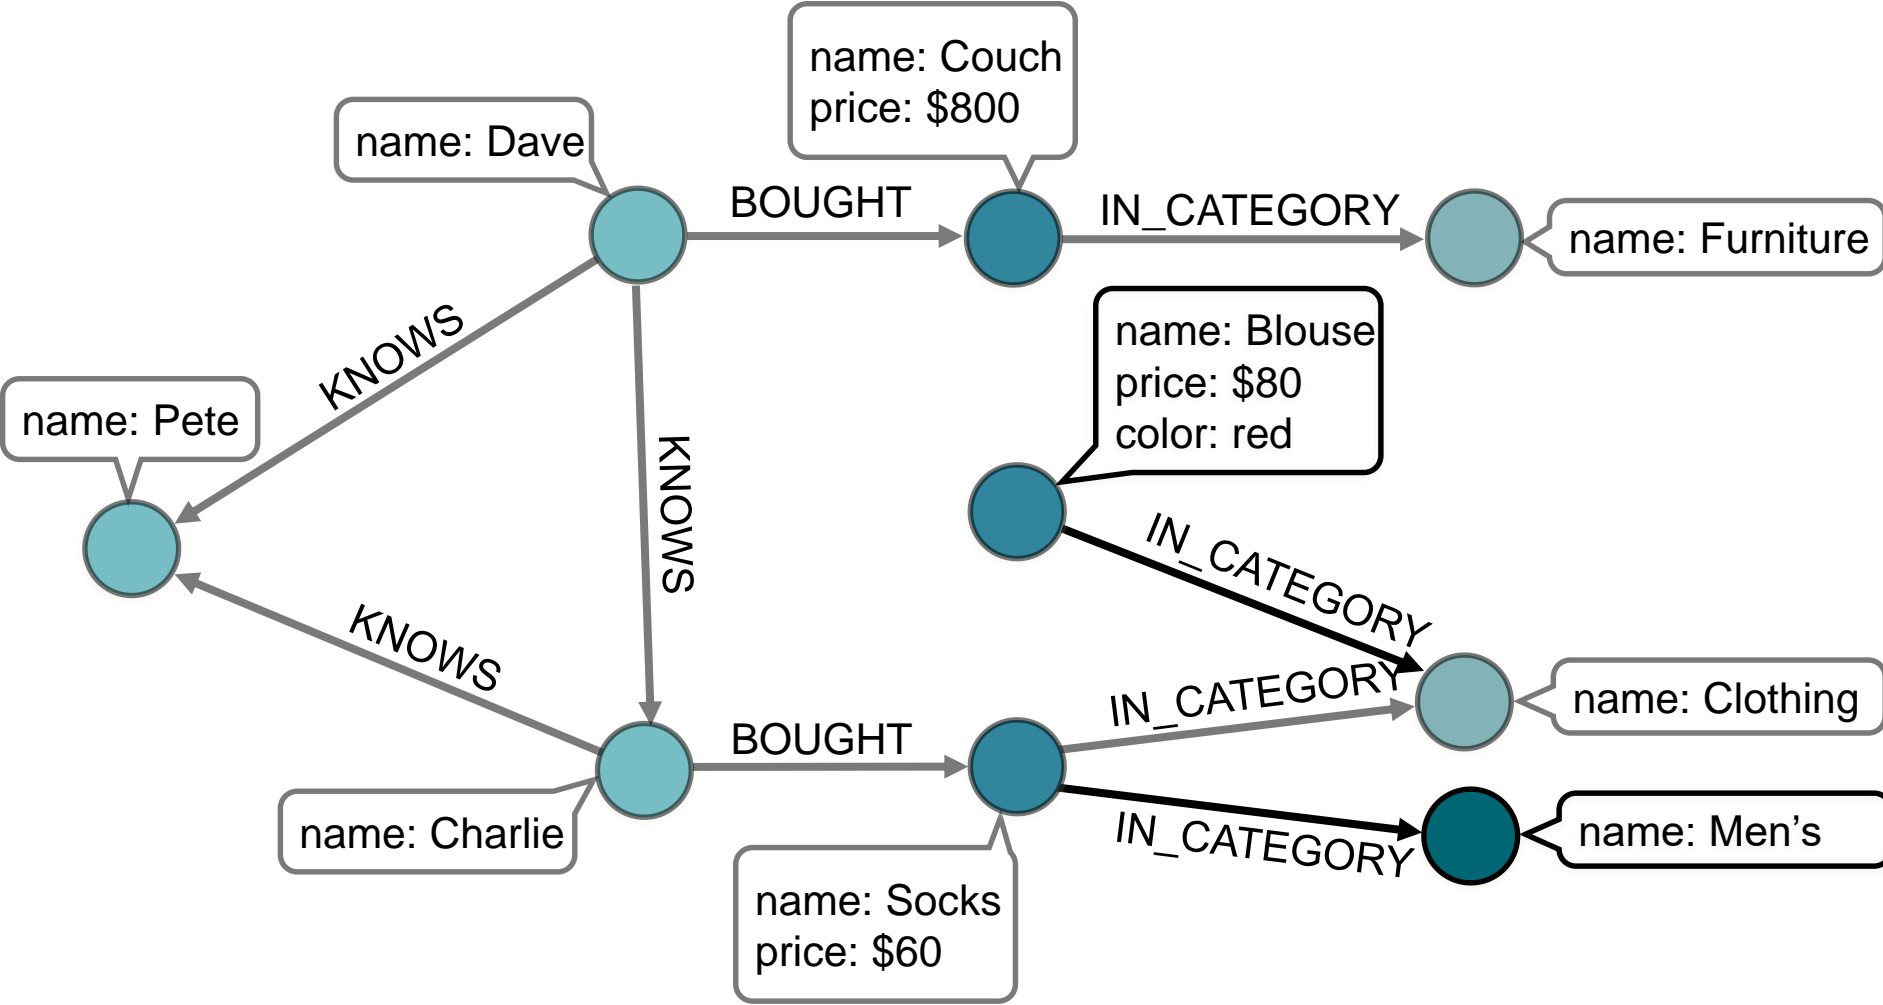 name: Couch
price: $800
name: Dave
BOUGHT
IN_CATEGORY
name: Furniture
KNOWS
name: Blouse
price: $80
color: red
name: Pete
KNOWS
IN_CATEGORY
KNOWS
IN_CATEGORY
name: Clothing
BOUGHT
name: Charlie
IN_CATEGORY
name: Men’s
name: Socks
price: $60